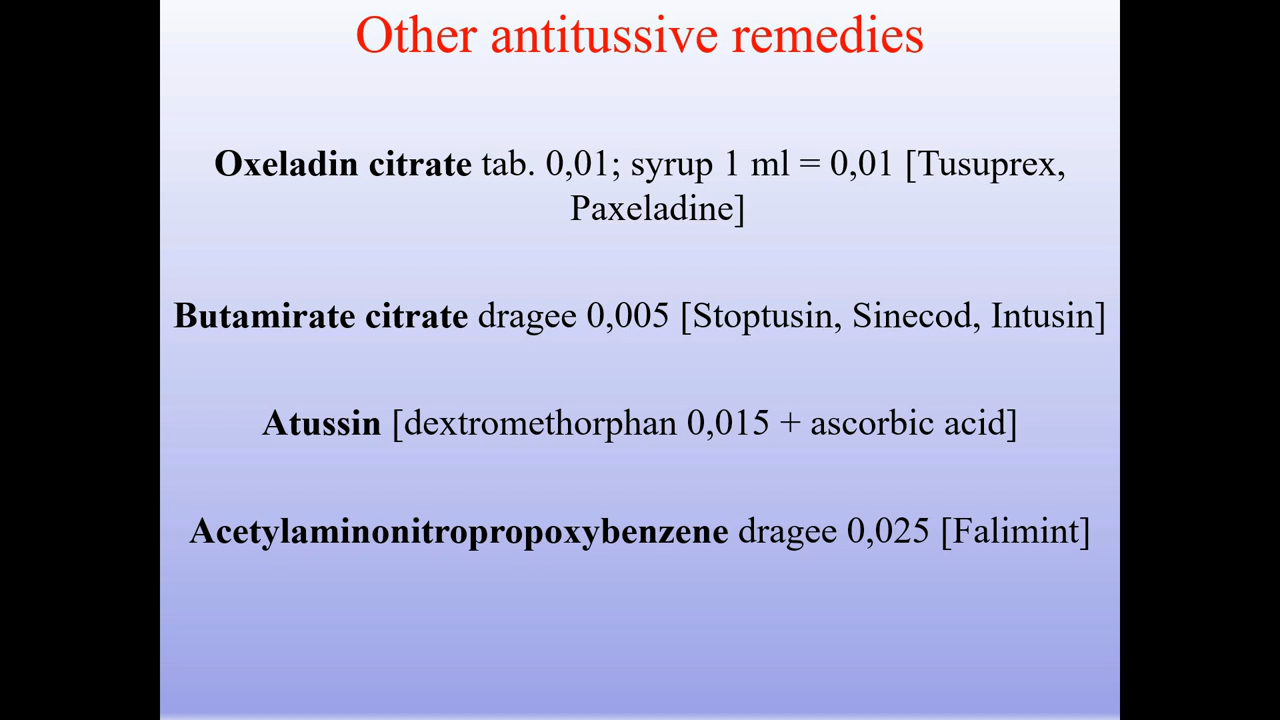 Other antitussive remedies
Oxeladin citrate tab. 0,01; syrup 1 ml = 0,01 [Tusuprex,
Paxeladine]
Butamirate citrate dragee 0,005 [Stoptusin, Sinecod, Intusin]
Atussin [dextromethorphan 0,015 + ascorbic acid]
Acetylaminonitropropoxybenzene dragee 0,025 [Falimint]